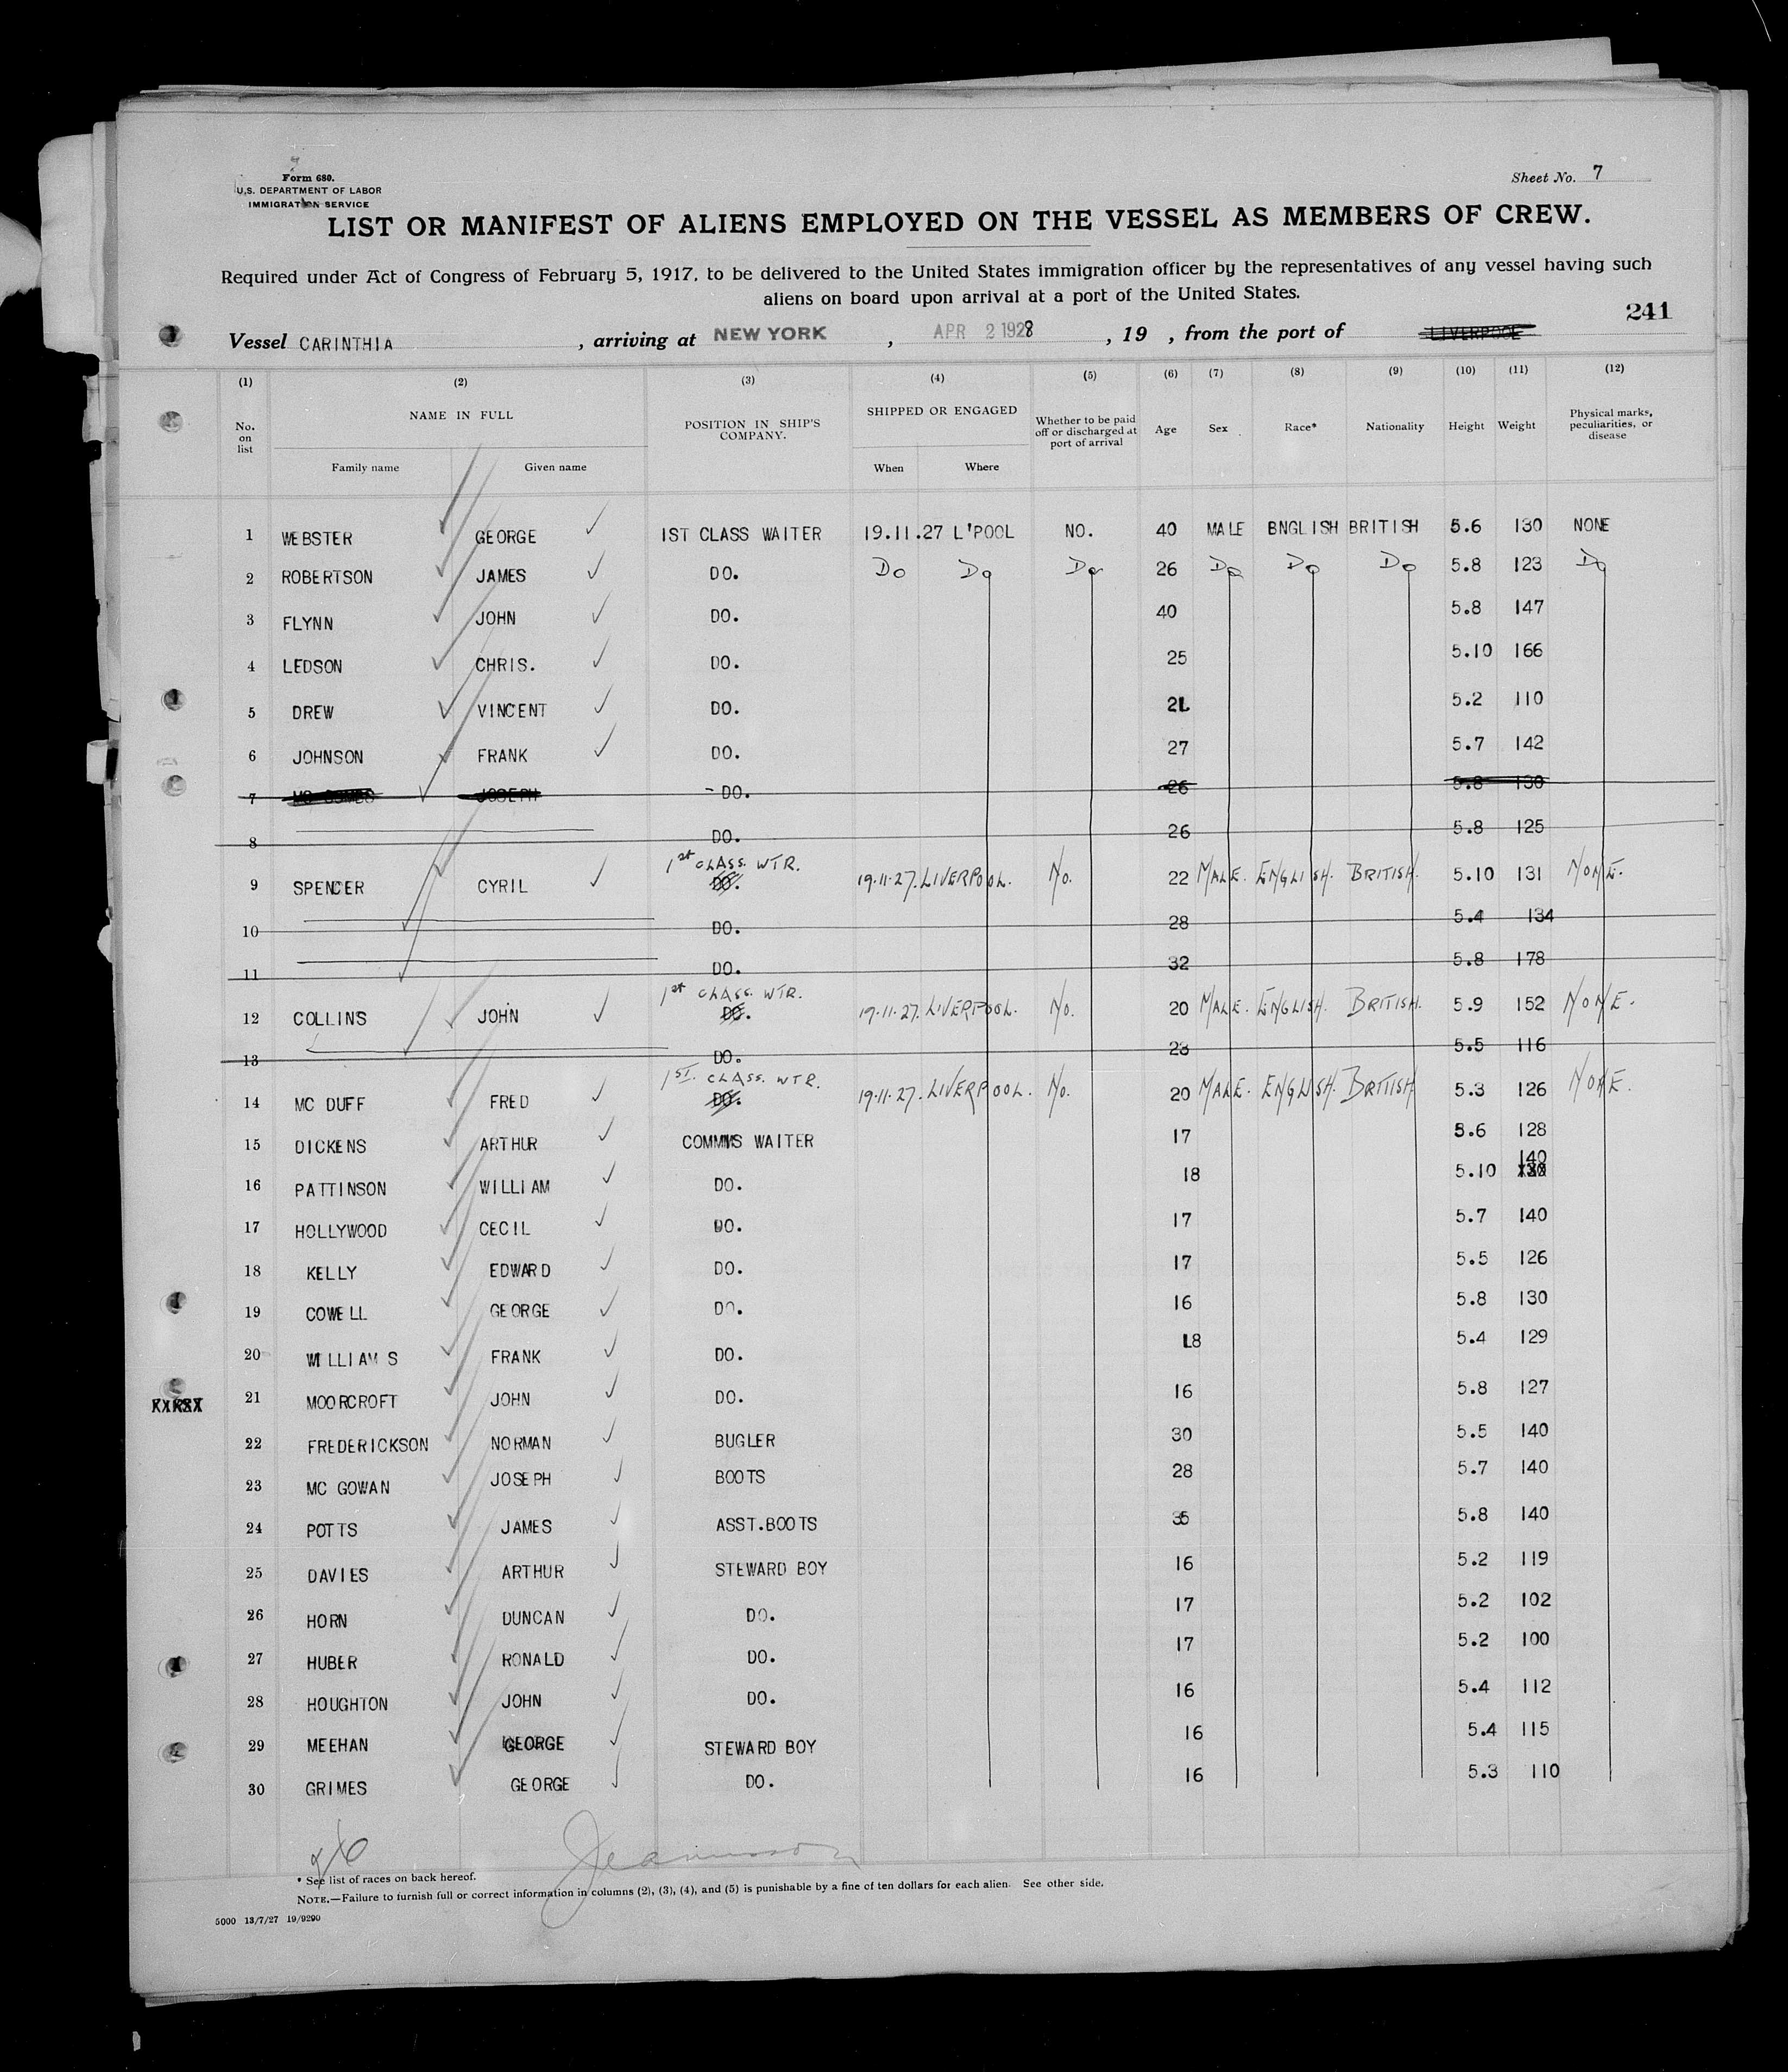 Form 680.
U.S. DEPARTMENT OF LABOR
IMMIGRATION SERVICE
Sheet No. 7
LIST OR MANIFEST OF ALIENS EMPLOYED ON THE VESSEL AS MEMBERS OF CREW.
Required under Act of Congress of February 5, 1917, to be delivered to the United States immigration officer by the representatives of any vessel having such
aliens on board upon arrival at a port of the United States.
241
Vessel CARINTHIA , arriving at NEW YORK , APR 2 1928 , 19 , from the port of LIVERPOOL
(1) (2) (3) (4) (5) (6) (7) (8) (9) (10) (11) (12)
No. on list NAME IN FULL POSITION IN SHIP'S COMPANY. SHIPPED OR ENGAGED Whether to be paid off or discharged at port of arrival Age Sex Race* Nationality Height Weight Physical marks, peculiarities, or disease
Family name Given name When Where
1 WEBSTER GEORGE 1ST CLASS WAITER 19.11.27 L'POOL NO. 40 MALE BNGLISH BRITISH 5.6 130 NONE
2 ROBERTSON JAMES DO. Do Do Do 26 Do Do Do 5.8 123 Do
3 FLYNN JOHN DO. 40 5.8 147
4 LEDSON CHRIS. DO. 25 5.10 166
5 DREW VINCENT DO. 2L 5.2 110
6 JOHNSON FRANK DO. 27 5.7 142
7 JOSEPH DO. 26 5.8 130
8 DO. 26 5.8 125
9 SPENCER CYRIL 1st CLASS. WTR. DO. 19.11.27. LIVERPOOL. No. 22 MALE. ENGLISH. BRITISH. 5.10 131 NONE.
10 DO. 28 5.4 134
11 DO. 32 5.8 178
12 COLLINS JOHN 1st CLASS. WTR. DO. 19.11.27. LIVERPOOL. No. 20 MALE. ENGLISH. BRITISH. 5.9 152 NONE.
13 DO. 5.5 116
14 MC DUFF FRED 1ST. CLASS. WTR. DO. 19.11.27. LIVERPOOL. No. 20 MALE. ENGLISH. BRITISH 5.3 126 NONE.
15 DICKENS ARTHUR COMMMS WAITER 17 5.6 128
16 PATTINSON WILLIAM DO. 18 5.10 140
17 HOLLYWOOD CECIL DO. 17 5.7 140
18 KELLY EDWARD DO. 17 5.5 126
19 COWELL GEORGE DO. 16 5.8 130
20 WILLIAMS FRANK DO. L8 5.4 129
21 MOORCROFT JOHN DO. 16 5.8 127
22 FREDERICKSON NORMAN BUGLER 30 5.5 140
23 MC GOWAN JOSEPH BOOTS 28 5.7 140
24 POTTS JAMES ASST.BOOTS 5.8 140
25 DAVIES ARTHUR STEWARD BOY 16 5.2 119
26 HORN DUNCAN DO. 17 5.2 102
27 HUBER RONALD DO. 17 5.2 100
28 HOUGHTON JOHN DO. 16 5.4 112
29 MEEHAN GEORGE STEWARD BOY 16 5.4 115
30 GRIMES GEORGE DO. 16 5.3 110
* See list of races on back hereof.
NOTE.—Failure to furnish full or correct information in columns (2), (3), (4), and (5) is punishable by a fine of ten dollars for each alien. See other side.
5000 13/7/27 19/9290